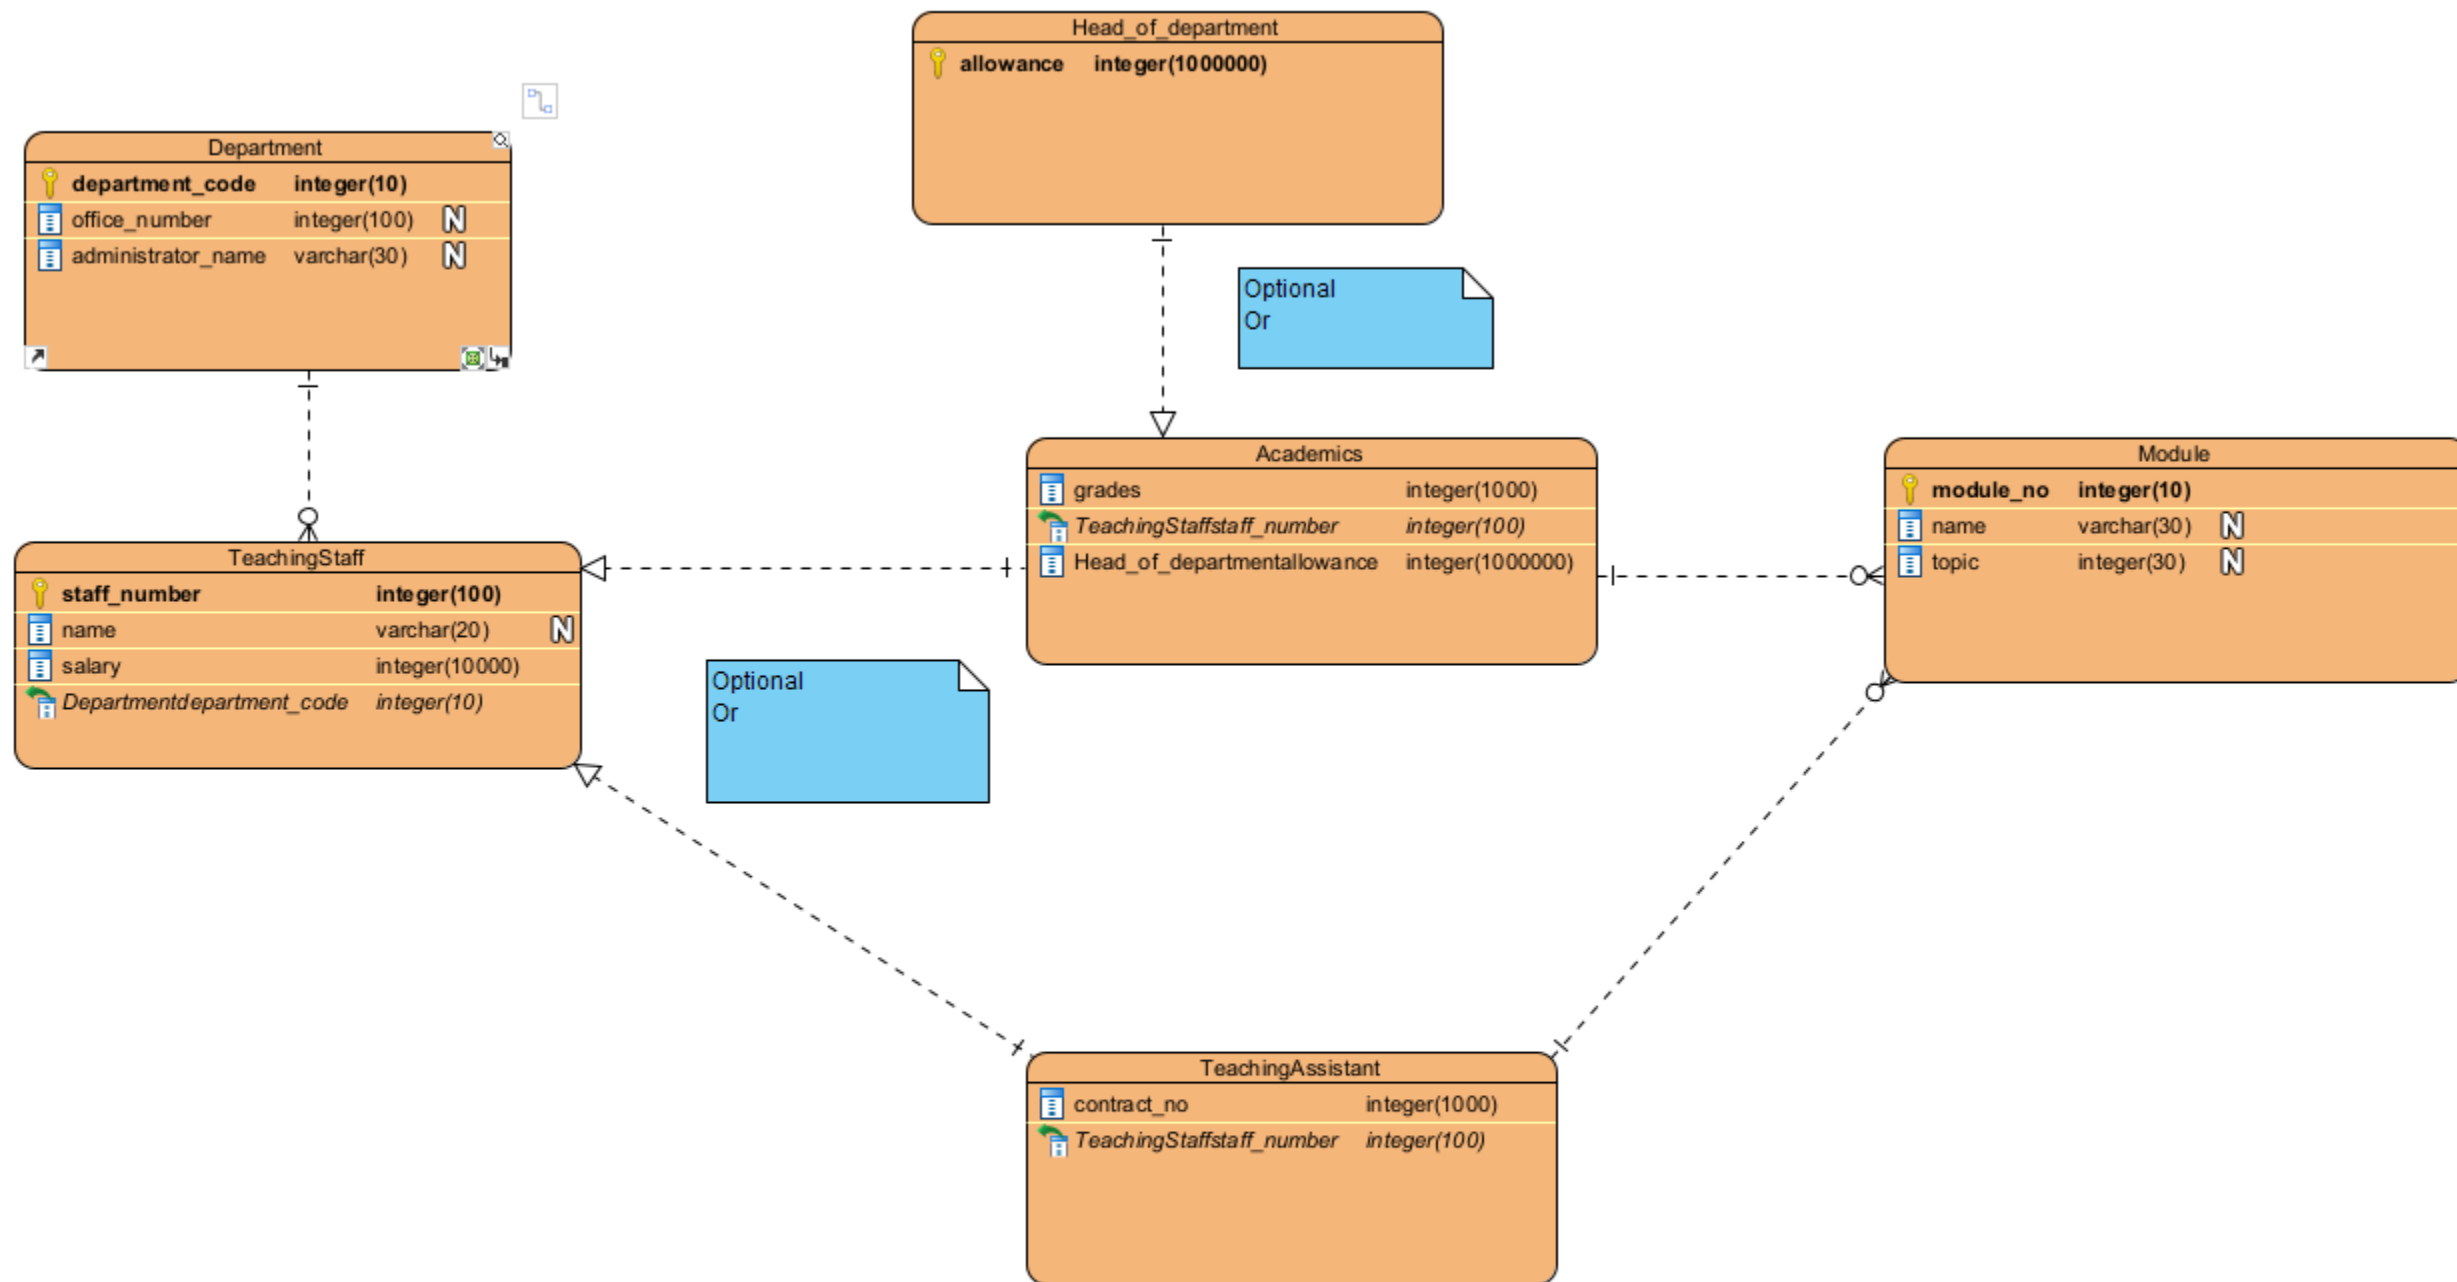 Head_of_department
allowance integer(1000000)
Department
department_code integer(10)
office_number integer(100) N
administrator_name varchar(30) N
Optional
Or
Academics
grades integer(1000)
TeachingStaffstaff_number integer(100)
Head_of_departmentallowance integer(1000000)
Module
module_no integer(10)
name varchar(30) N
topic integer(30) N
TeachingStaff
staff_number integer(100)
name varchar(20) N
salary integer(10000)
Departmentdepartment_code integer(10)
Optional
Or
TeachingAssistant
contract_no integer(1000)
TeachingStaffstaff_number integer(100)